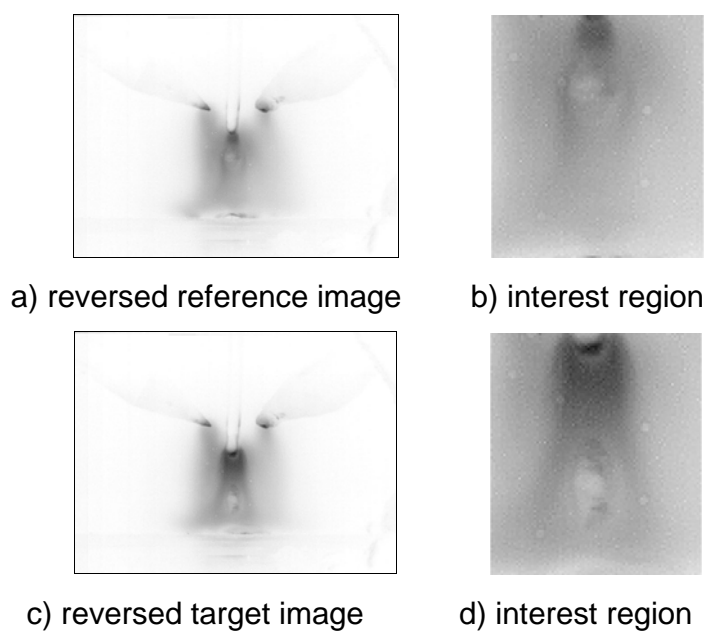 a) reversed reference image
b) interest region
c) reversed target image
d) interest region